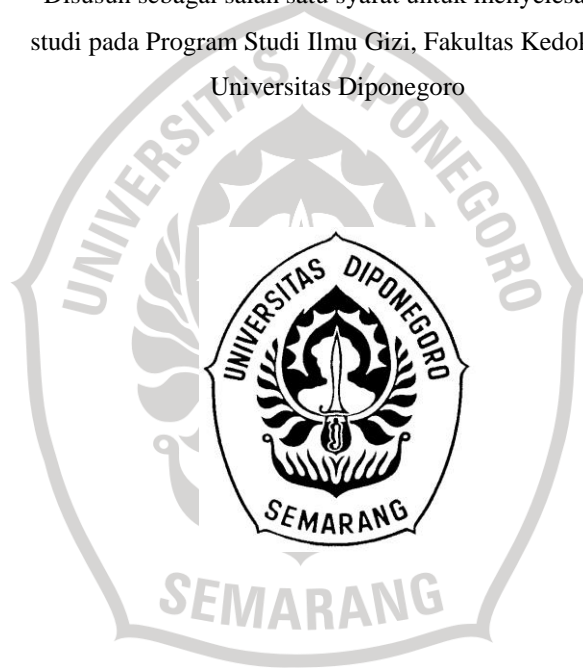 Disusun sebagai salah satu syarat untuk
studi pada Program Studi Ilmu Gizi, Fakultas
Universitas Diponegoro
UNIVERSITAS DIPONEGORO
SEMARANG
UNIVERSITAS DIPONEGORO
SEMARANG